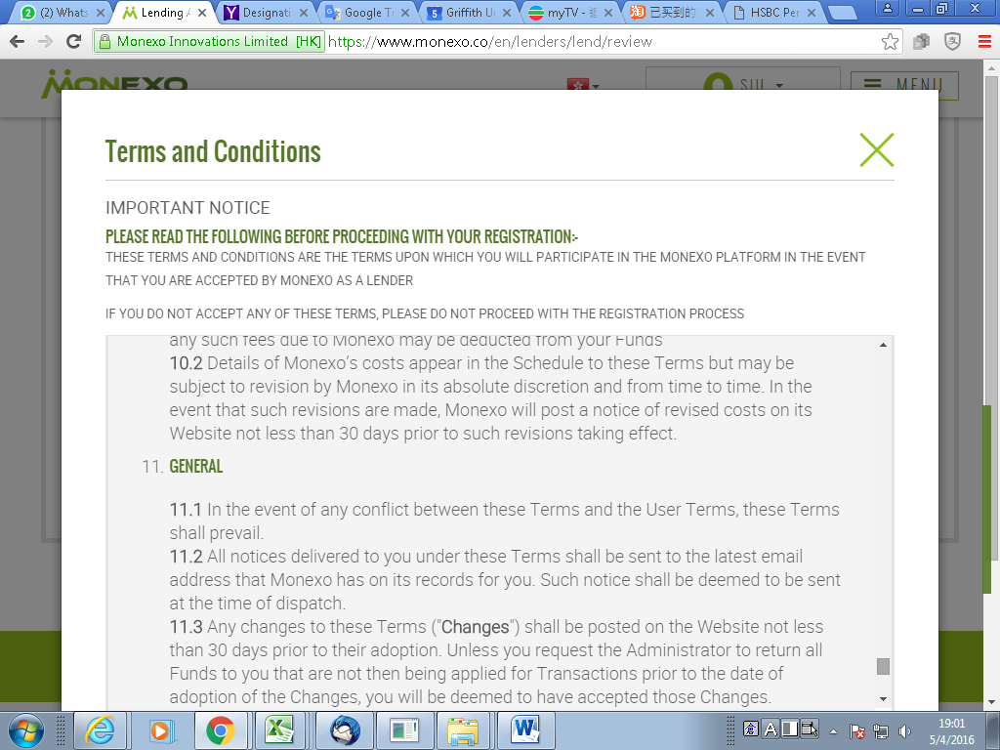 (2) Whats
Lending /
Designati
Google Tr
Griffith Ur
myTV -
已买到的
HSBC Per
Monexo Innovations Limited [HK]
https://www.monexo.co/en/lenders/lend/review
MONEXO
SUI
MENU
Terms and Conditions
IMPORTANT NOTICE
PLEASE READ THE FOLLOWING BEFORE PROCEEDING WITH YOUR REGISTRATION:-
THESE TERMS AND CONDITIONS ARE THE TERMS UPON WHICH YOU WILL PARTICIPATE IN THE MONEXO PLATFORM IN THE EVENT
THAT YOU ARE ACCEPTED BY MONEXO AS A LENDER
IF YOU DO NOT ACCEPT ANY OF THESE TERMS, PLEASE DO NOT PROCEED WITH THE REGISTRATION PROCESS
any such fees due to Monexo may be deducted from your Funds
10.2 Details of Monexo's costs appear in the Schedule to these Terms but may be
subject to revision by Monexo in its absolute discretion and from time to time. In the
event that such revisions are made, Monexo will post a notice of revised costs on its
Website not less than 30 days prior to such revisions taking effect.
11. GENERAL
11.1 In the event of any conflict between these Terms and the User Terms, these Terms
shall prevail.
11.2 All notices delivered to you under these Terms shall be sent to the latest email
address that Monexo has on its records for you. Such notice shall be deemed to be sent
at the time of dispatch.
11.3 Any changes to these Terms ("Changes") shall be posted on the Website not less
than 30 days prior to their adoption. Unless you request the Administrator to return all
Funds to you that are not then being applied for Transactions prior to the date of
adoption of the Changes, you will be deemed to have accepted those Changes.
A
19:01
5/4/2016